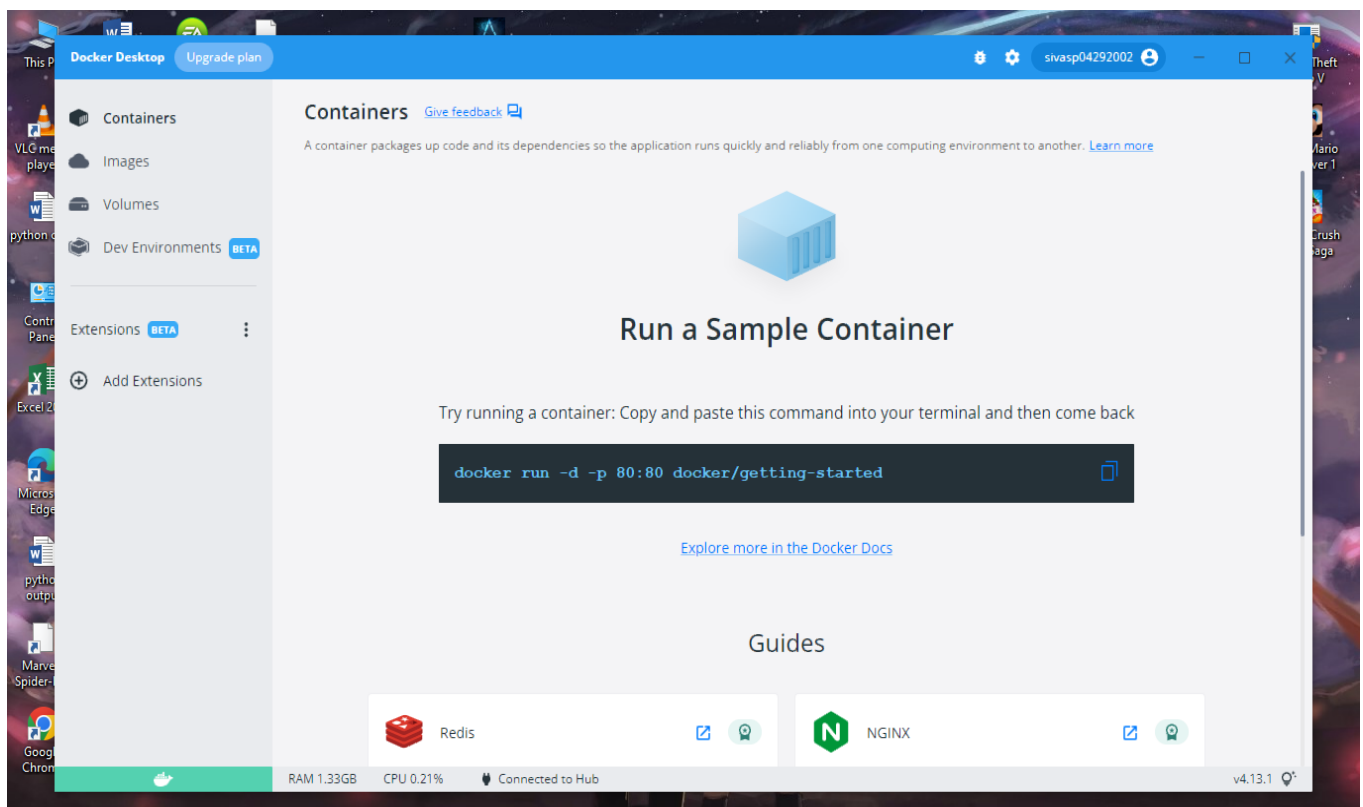 This P
Docker Desktop
Upgrade plan
sivasp04292002
Theft
V
VLC me
playe
python o
Contr
Pane
Excel 2
Micros
Edge
pytho
outpu
Marve
Spider-
Googl
Chrom
Mario
ver 1
Crush
aga
Containers
Images
Volumes
Dev Environments BETA
Extensions BETA
Add Extensions
Containers Give feedback
A container packages up code and its dependencies so the application runs quickly and reliably from one computing environment to another. Learn more
Run a Sample Container
Try running a container: Copy and paste this command into your terminal and then come back
docker run -d -p 80:80 docker/getting-started
Explore more in the Docker Docs
Guides
Redis
N NGINX
RAM 1.33GB CPU 0.21% Connected to Hub v4.13.1